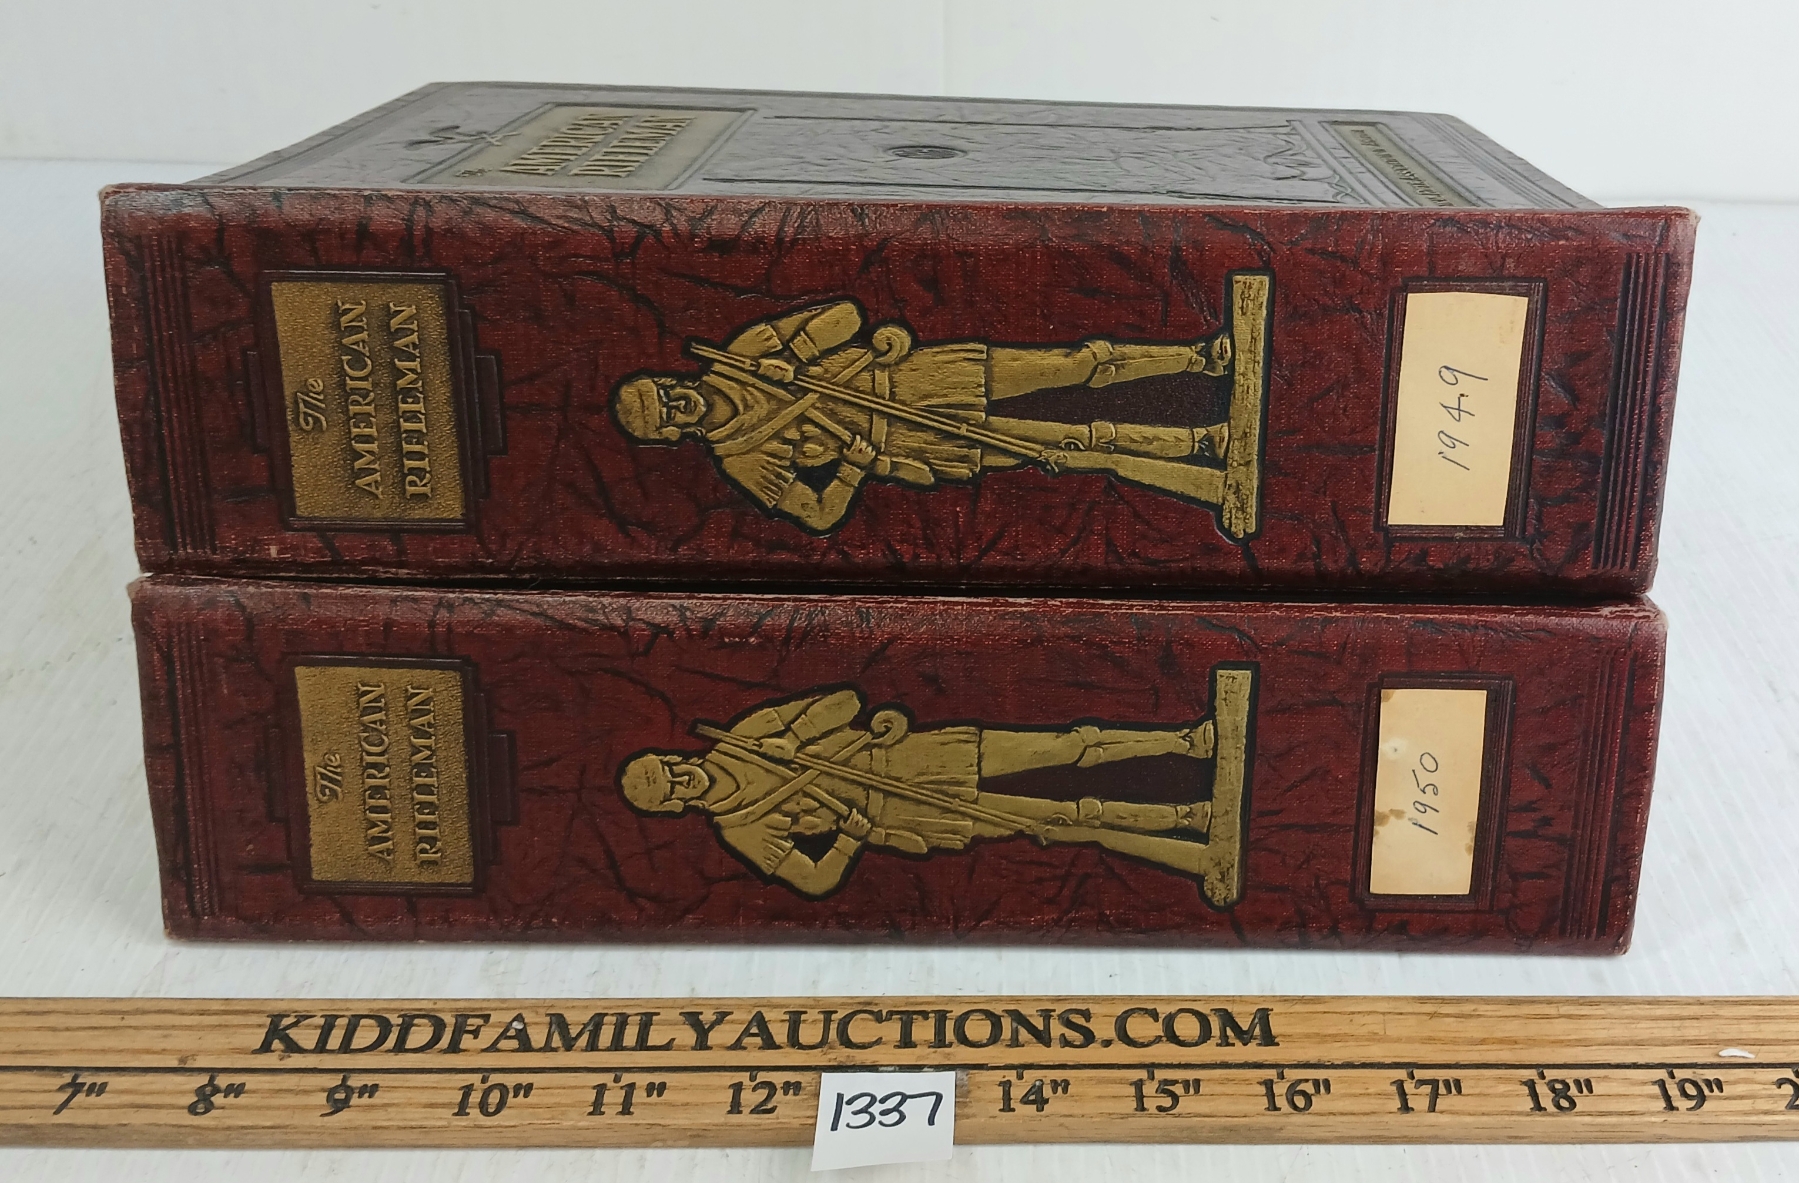 The
AMERICAN
RIFLEMAN
The
AMERICAN
RIFLEMAN
1949
The
AMERICAN
RIFLEMAN
1950
KIDDFAMILYAUCTIONS.COM
7" 8" 9" 10" 11" 12" 14" 15" 16" 17" 18" 19"
1337